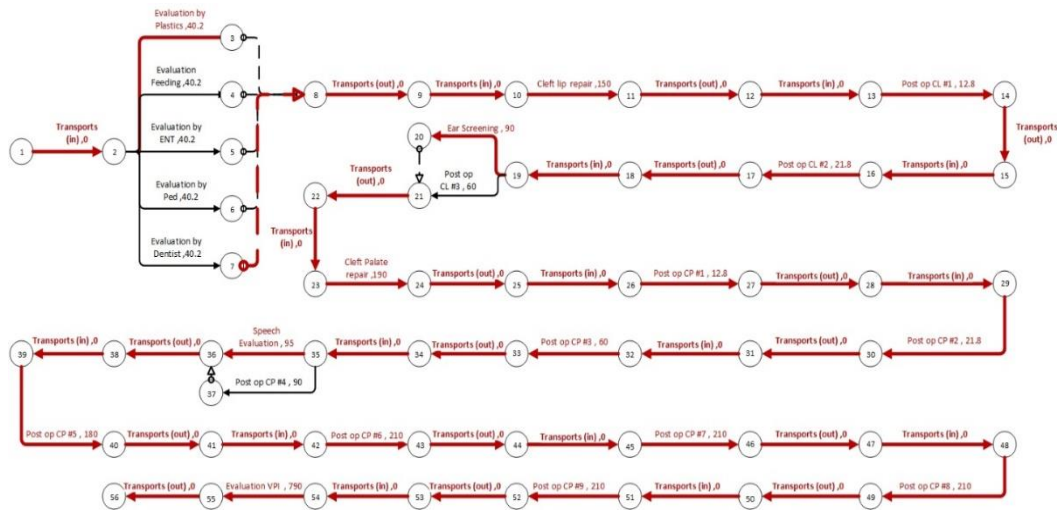 Evaluation by
Plastics, 40.2
3
Evaluation
Feeding, 40.2
4
8
Transports (out) ,0
9
Transports (in) ,0
10
Cleft lip repair , 150
11
Transports (out) ,0
12
Transports (in) ,0
13
Post op CL #1 , 12.8
14
Transports
(in) ,0
1
2
Evaluation by
ENT, 40.2
5
20
Ear Screening , 90
Transports
(out) ,0
Transports
(out) ,0
Post op
CL #3 , 60
22
21
19
Transports (in) ,0
18
Transports (out) ,0
17
Post op CL #2 , 21.8
16
Transports (in) ,0
15
Evaluation by
Ped ,40.2
6
Transports
(in) ,0
Evaluation by
Dentist, 40.2
7
23
Cleft Palate
repair ,190
24
Transports (out) ,0
25
Transports (in) ,0
26
Post op CP #1 , 12.8
27
Transports (out) ,0
28
Transports (in) ,0
29
39
Transports (in) ,0
38
Transports (out) ,0
36
Speech
Evaluation , 95
35
Transports (in) ,0
34
Transports (out) ,0
33
Post op CP #3 , 60
32
Transports (in) ,0
31
Transports (out) ,0
30
Post op CP #2 , 21.8
37
Post op CP #4 , 90
Post op CP #5 , 180
40
Transports (out) ,0
41
Transports (in) ,0
42
Post op CP #6 , 210
43
Transports (out) ,0
44
Transports (in) ,0
45
Post op CP #7 , 210
46
Transports (out) ,0
47
Transports (in) ,0
48
56
Transports (out) ,0
55
Evaluation VPI , 790
54
Transports (in) ,0
53
Transports (out) ,0
52
Post op CP #9 , 210
51
Transports (in) ,0
50
Transports (out) ,0
49
Post op CP #8 , 210